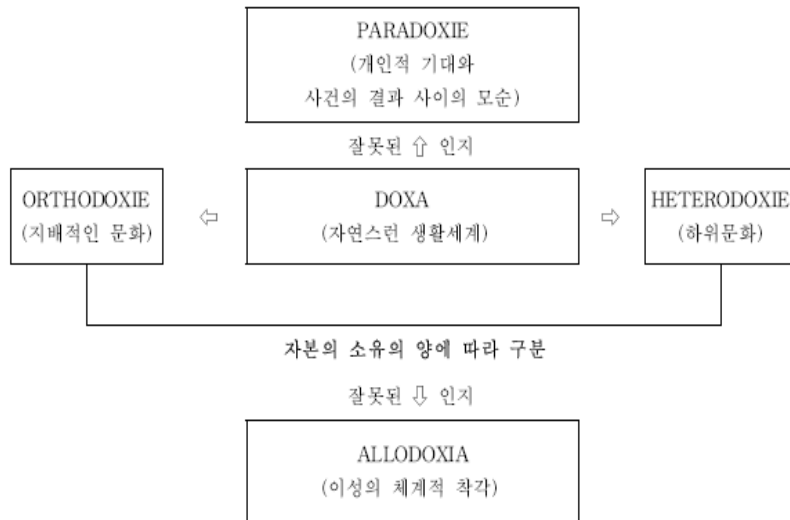 PARADOXIE
(개인적 기대와
사건의 결과 사이의 모순)
잘못된 ⇧ 인지
ORTHODOXIE
(지배적인 문화)
⇦
DOXA
(자연스런 생활세계)
⇨
HETERODOXIE
(하위문화)
자본의 소유의 양에 따라 구분
잘못된 ⇩ 인지
ALLODOXIA
(이성의 체계적 착각)